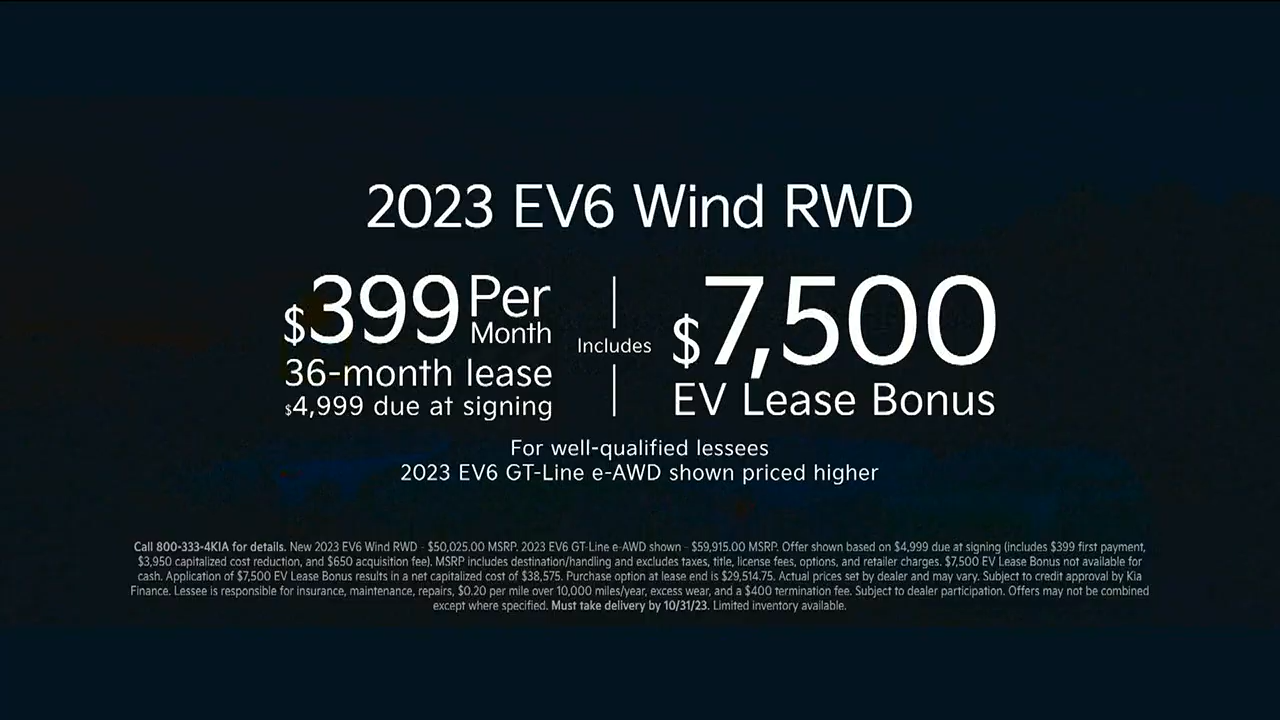 2023 EV6 Wind RWD
$399 Per Month
36-month lease
$4,999 due at signing
Includes
$7,500
EV Lease Bonus
For well-qualified lessees
2023 EV6 GT-Line e-AWD shown priced higher
Call 800-333-4KIA for details. New 2023 EV6 Wind RWD - $50,025.00 MSRP. 2023 EV6 GT-Line e-AWD shown - $59,915.00 MSRP. Offer shown based on $4,999 due at signing (includes $399 first payment,
$3,950 capitalized cost reduction, and $650 acquisition fee). MSRP includes destination/handling and excludes taxes, title, license fees, options, and retailer charges. $7,500 EV Lease Bonus not available for
cash. Application of $7,500 EV Lease Bonus results in a net capitalized cost of $38,575. Purchase option at lease end is $29,514.75. Actual prices set by dealer and may vary. Subject to credit approval by Kia
Finance. Lessee is responsible for insurance, maintenance, repairs, $0.20 per mile over 10,000 miles/year, excess wear, and a $400 termination fee. Subject to dealer participation. Offers may not be combined
except where specified. Must take delivery by 10/31/23. Limited inventory available.